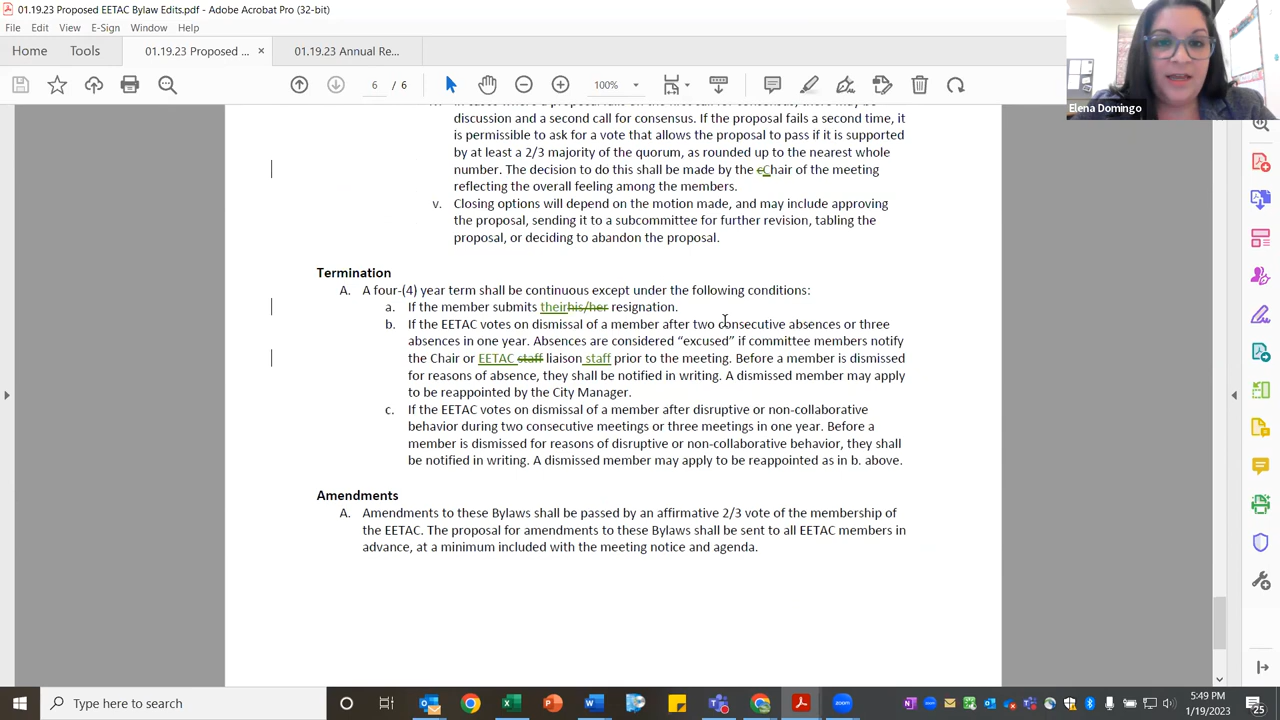 01.19.23 Proposed EETAC Bylaw Edits.pdf - Adobe Acrobat Pro (32-bit)
File Edit View E-Sign Window Help
Home Tools 01.19.23 Proposed ... × 01.19.23 Annual Re...
6 / 6 100%
Elena Domingo
discussion and a second call for consensus. If the proposal fails a second time, it
is permissible to ask for a vote that allows the proposal to pass if it is supported
by at least a 2/3 majority of the quorum, as rounded up to the nearest whole
number. The decision to do this shall be made by the cChair of the meeting
reflecting the overall feeling among the members.
v. Closing options will depend on the motion made, and may include approving
the proposal, sending it to a subcommittee for further revision, tabling the
proposal, or deciding to abandon the proposal.
Termination
A. A four-(4) year term shall be continuous except under the following conditions:
a. If the member submits theirhis/her resignation.
b. If the EETAC votes on dismissal of a member after two consecutive absences or three
absences in one year. Absences are considered “excused” if committee members notify
the Chair or EETAC staff liaison staff prior to the meeting. Before a member is dismissed
for reasons of absence, they shall be notified in writing. A dismissed member may apply
to be reappointed by the City Manager.
c. If the EETAC votes on dismissal of a member after disruptive or non-collaborative
behavior during two consecutive meetings or three meetings in one year. Before a
member is dismissed for reasons of disruptive or non-collaborative behavior, they shall
be notified in writing. A dismissed member may apply to be reappointed as in b. above.
Amendments
A. Amendments to these Bylaws shall be passed by an affirmative 2/3 vote of the membership of
the EETAC. The proposal for amendments to these Bylaws shall be sent to all EETAC members in
advance, at a minimum included with the meeting notice and agenda.
Type here to search
5:49 PM
1/19/2023
25